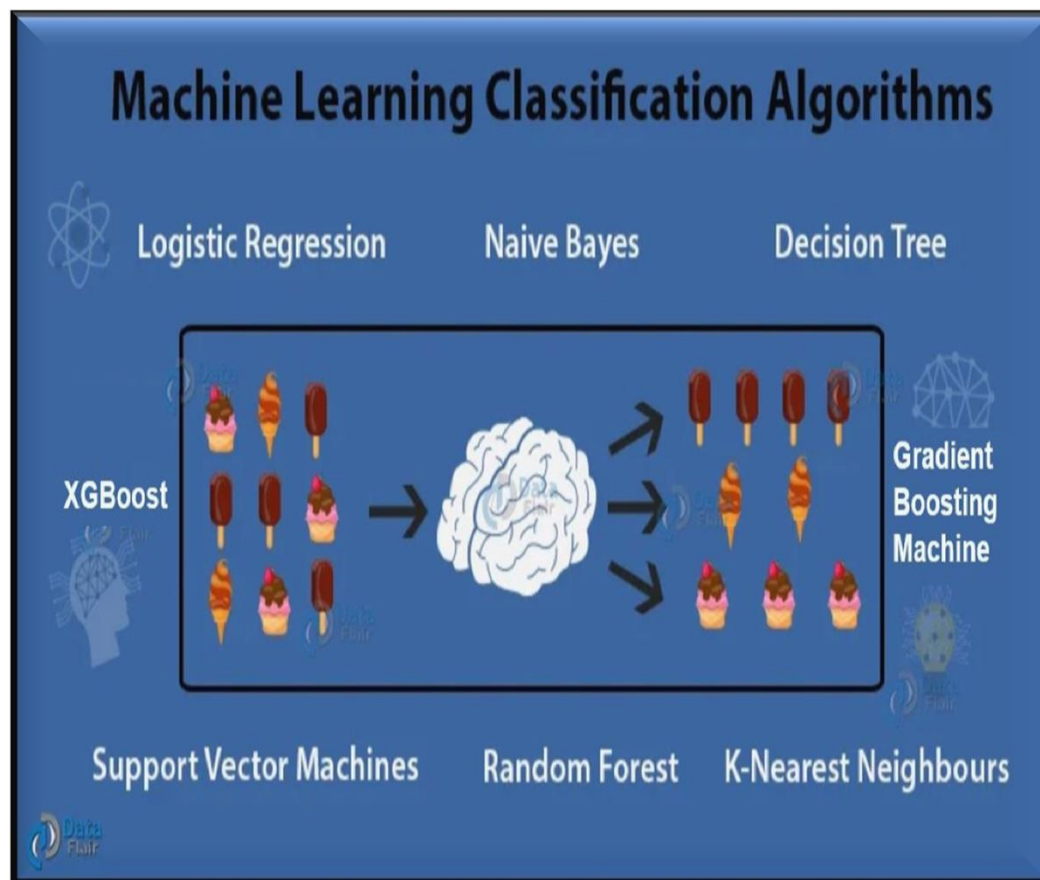 Machine Learning Classification Algorithms
Logistic Regression
Naive Bayes
Decision Tree
XGBoost
Gradient
Boosting
Machine
Support Vector Machines
Random Forest
K-Nearest Neighbours
Data
Flair